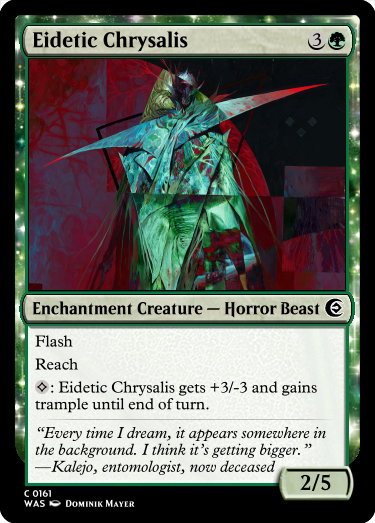 Eidetic Chrysalis 3
Enchantment Creature — Horror Beast
Flash
Reach
: Eidetic Chrysalis gets +3/-3 and gains
trample until end of turn.
“Every time I dream, it appears somewhere in
the background. I think it's getting bigger.”
—Kalejo, entomologist, now deceased
2/5
C 0161
WAS Dominik Mayer